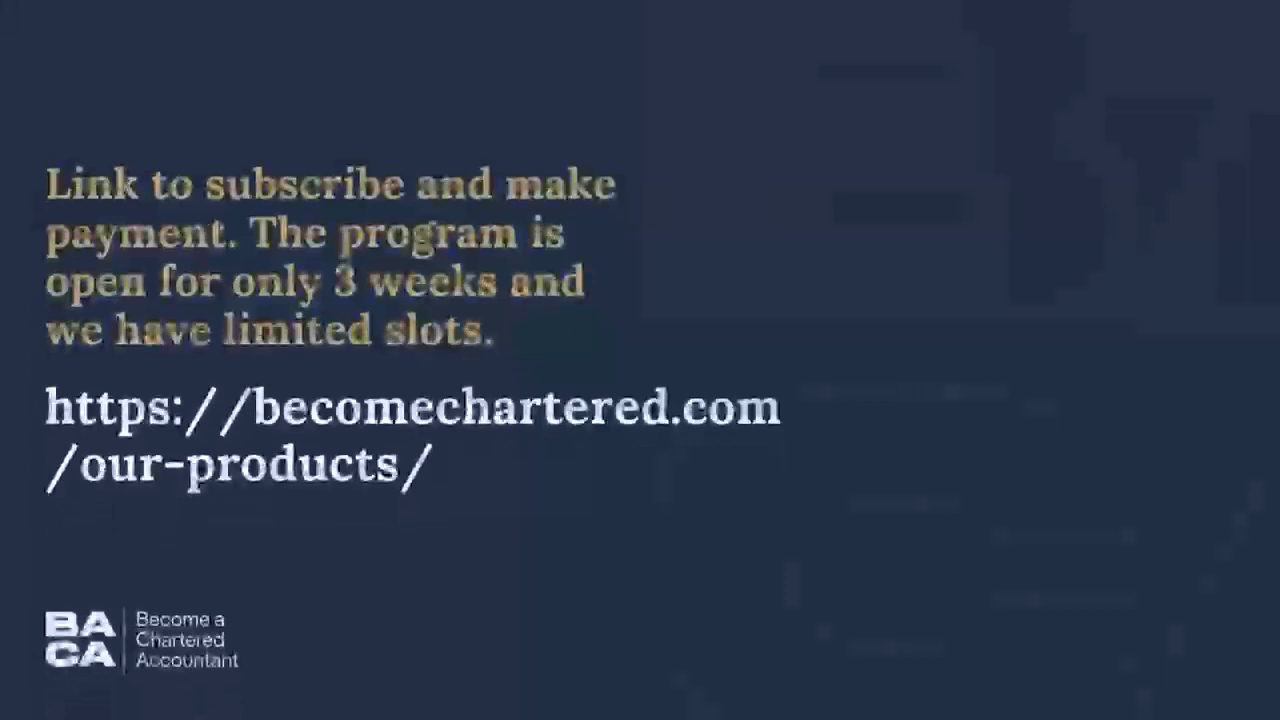 Link to subscribe and make
payment. The program is
open for only 3 weeks and
we have limited slots.
https://becomechartered.com
/our-products/
BA
CA
Become a
Chartered
Accountant